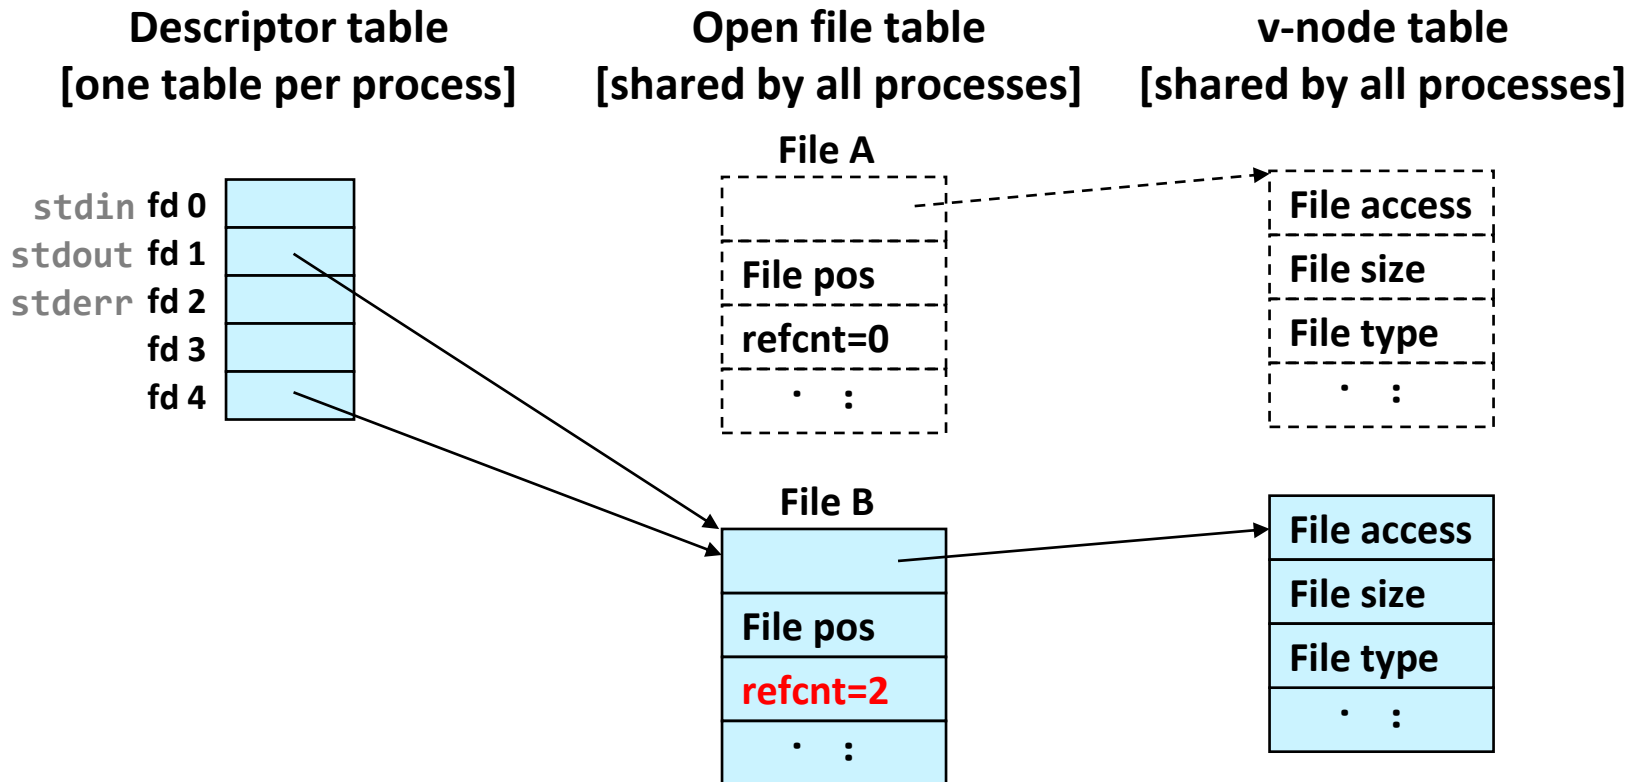 Descriptor table
[one table per process]
Open file table
[shared by all processes]
v-node table
[shared by all processes]
stdin fd 0
stdout fd 1
stderr fd 2
fd 3
fd 4
File A
File pos
refcnt=0
. :
File access
File size
File type
. :
File B
File pos
refcnt=2
. :
File access
File size
File type
. :